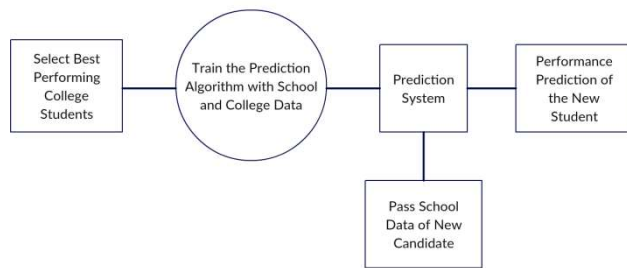 Select Best
Performing
College
Students
Train the Prediction
Algorithm with School
and College Data
Prediction
System
Performance
Prediction of
the New
Student
Pass School
Data of New
Candidate